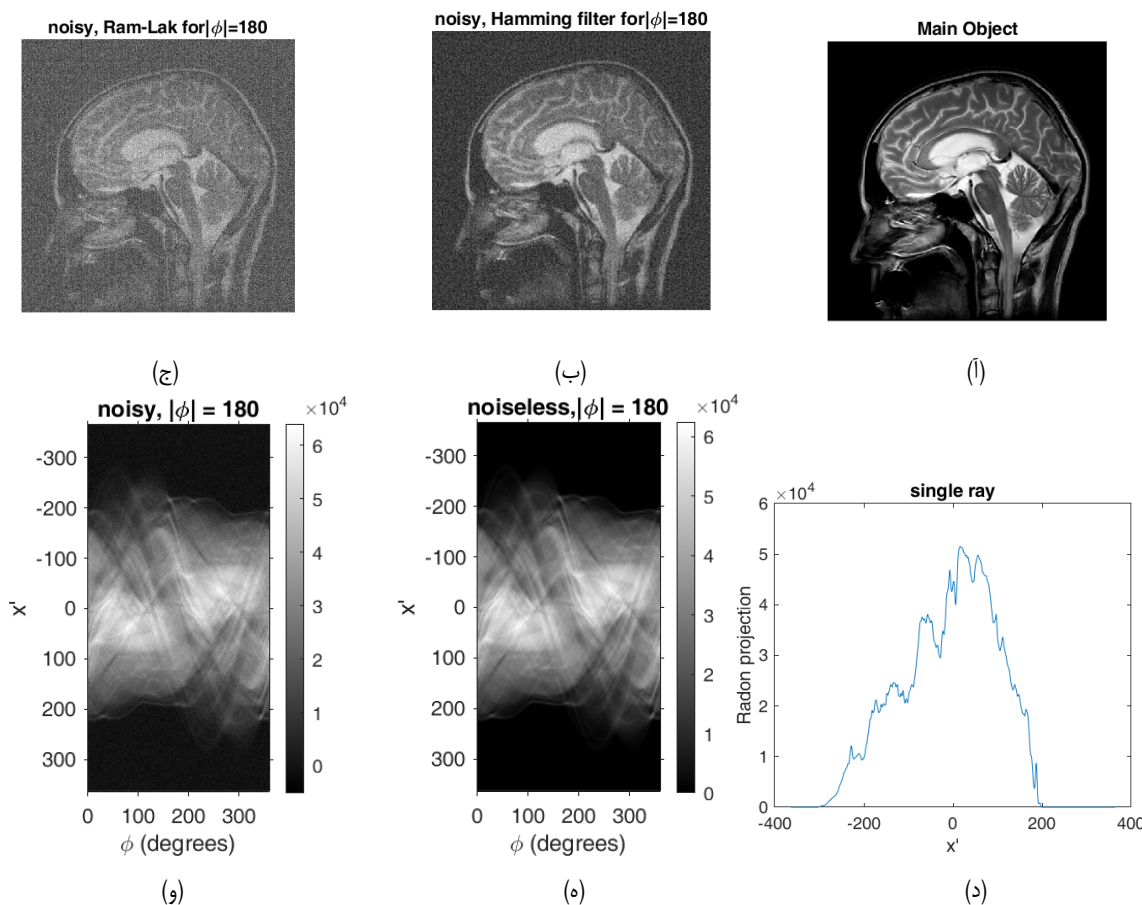 noisy, Ram-Lak for|ϕ|=180
noisy, Hamming filter for|ϕ|=180
Main Object
(ج)
(ب)
(آ)
noisy, |ϕ| = 180
×10⁴
-300
-200
-100
0
100
200
300
x'
0 100 200 300
ϕ (degrees)
6
5
4
3
2
1
0
noiseless,|ϕ| = 180
×10⁴
-300
-200
-100
0
100
200
300
x'
0 100 200 300
ϕ (degrees)
6
5
4
3
2
1
0
single ray
×10⁴
6
5
4
3
2
1
0
Radon projection
-400 -200 0 200 400
x'
(و)
(ه)
(د)